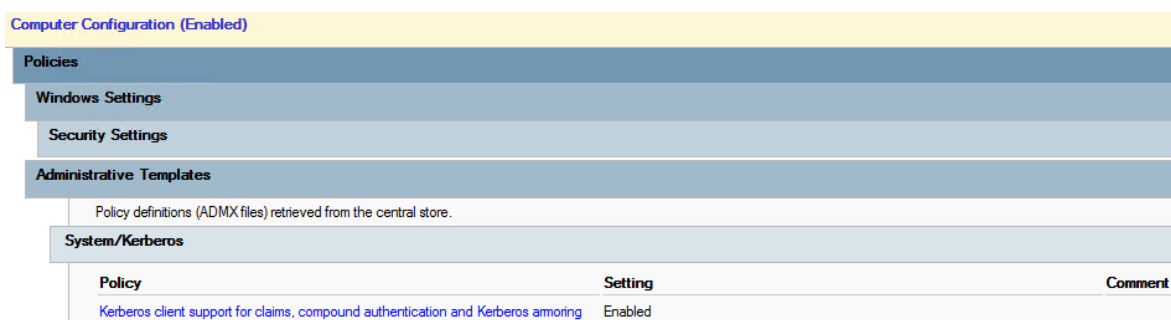 Computer Configuration (Enabled)
Policies
Windows Settings
Security Settings
Administrative Templates
Policy definitions (ADMX files) retrieved from the central store.
System/Kerberos
Policy Setting Comment
Kerberos client support for claims, compound authentication and Kerberos armoring Enabled